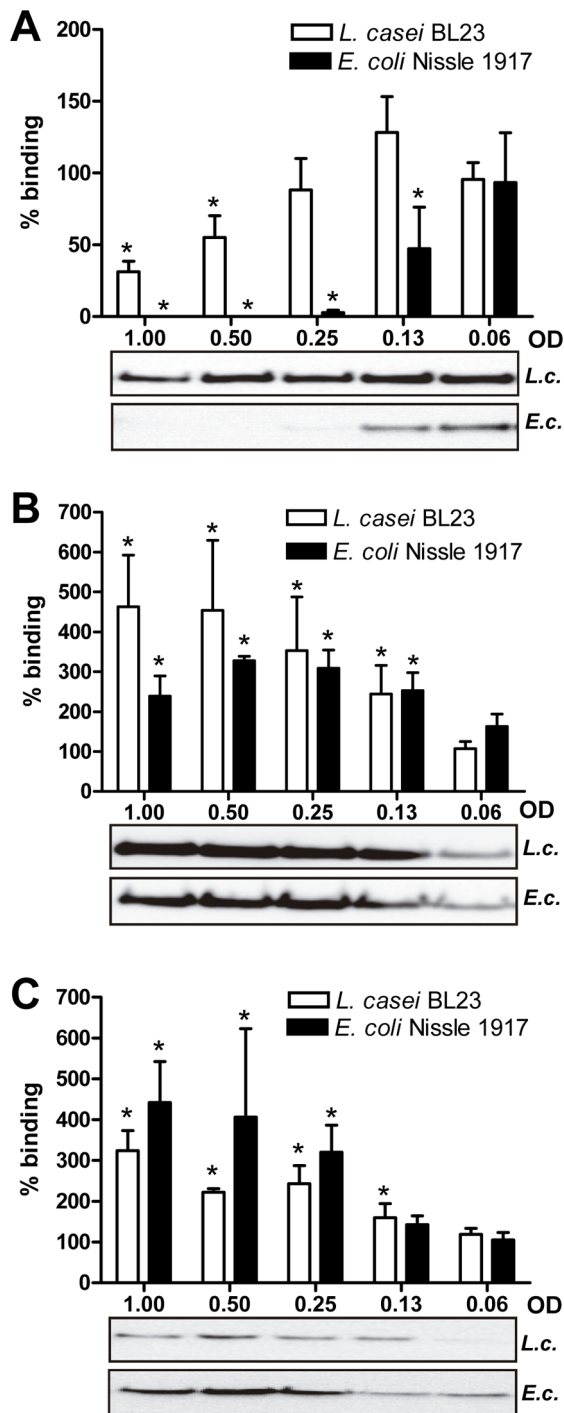 A
L. casei BL23
E. coli Nissle 1917
% binding
200
150
100
50
0
* * * * * *
1.00 0.50 0.25 0.13 0.06 OD
L.c.
E.c.
B
L. casei BL23
E. coli Nissle 1917
% binding
700
600
500
400
300
200
100
0
* * * * * * * *
1.00 0.50 0.25 0.13 0.06 OD
L.c.
E.c.
C
L. casei BL23
E. coli Nissle 1917
% binding
700
600
500
400
300
200
100
0
* * * * * * *
1.00 0.50 0.25 0.13 0.06 OD
L.c.
E.c.